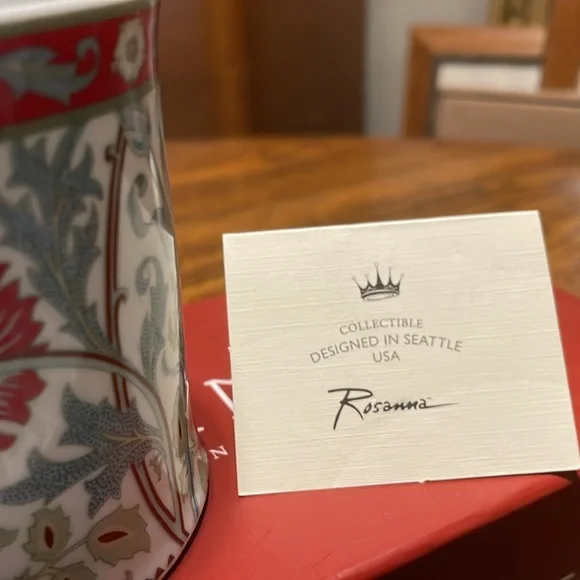 COLLECTIBLE
DESIGNED IN SEATTLE
USA
Rosanna